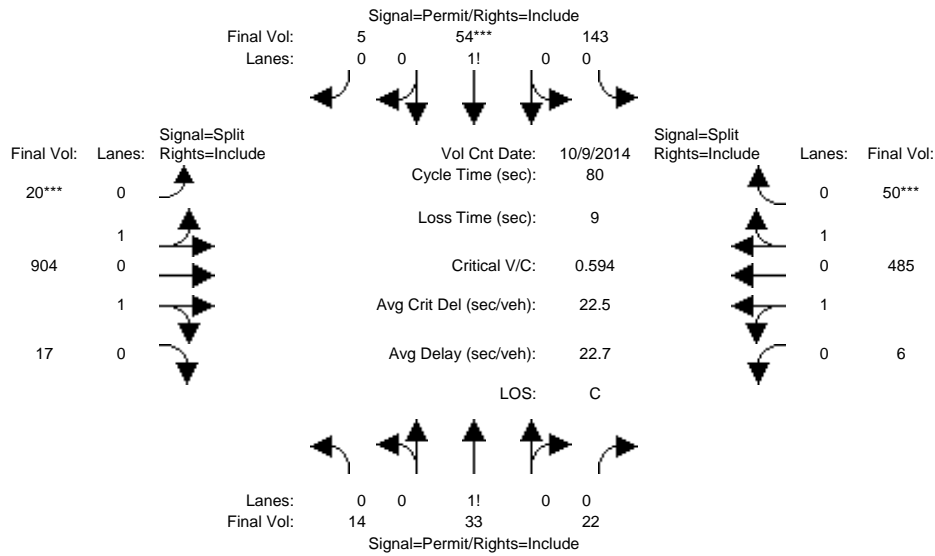 Signal=Permit/Rights=Include
Final Vol: 5 54*** 143
Lanes: 0 0 1! 0 0
Signal=Split
Final Vol: Lanes: Rights=Include
Vol Cnt Date: 10/9/2014
Signal=Split
Rights=Include Lanes: Final Vol:
Cycle Time (sec): 80
20*** 0
0 50***
Loss Time (sec): 9
1
1
904 0
Critical V/C: 0.594
0 485
1
Avg Crit Del (sec/veh): 22.5
1
17 0
Avg Delay (sec/veh): 22.7
0 6
LOS: C
Lanes: 0 0 1! 0 0
Final Vol: 14 33 22
Signal=Permit/Rights=Include